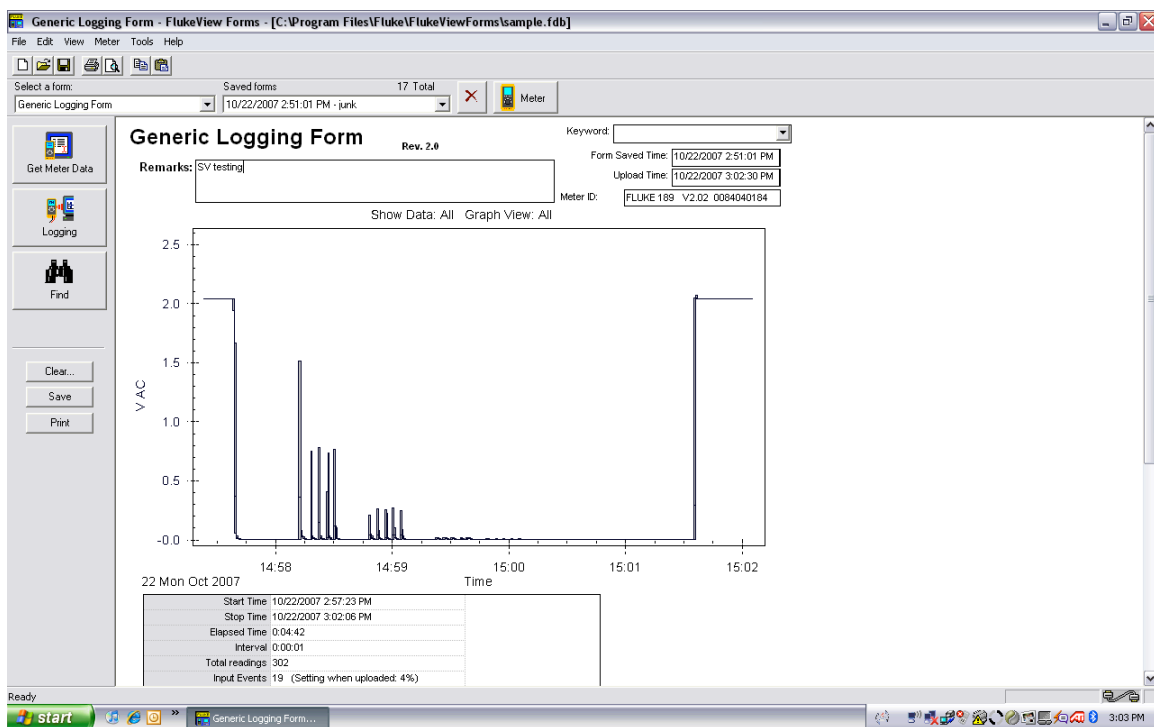 Generic Logging Form - FlukeView Forms - [C:\Program Files\Fluke\FlukeViewForms\sample.fdb]
File Edit View Meter Tools Help
Select a form: Saved forms 17 Total
Generic Logging Form 10/22/2007 2:51:01 PM - junk Meter
Get Meter Data
Logging
Find
Clear...
Save
Print
Generic Logging Form Rev. 2.0
Keyword:
Remarks: SV testing
Form Saved Time: 10/22/2007 2:51:01 PM
Upload Time: 10/22/2007 3:02:30 PM
Meter ID: FLUKE 189 V2.02 0084040184
Show Data: All Graph View: All
2.5
2.0
1.5
1.0
0.5
-0.0
V AC
14:58 14:59 15:00 15:01 15:02
22 Mon Oct 2007 Time
Start Time 10/22/2007 2:57:23 PM
Stop Time 10/22/2007 3:02:06 PM
Elapsed Time 0:04:42
Interval 0:00:01
Total readings 302
Input Events 19 (Setting when uploaded: 4%)
Ready
start Generic Logging Form... 3:03 PM